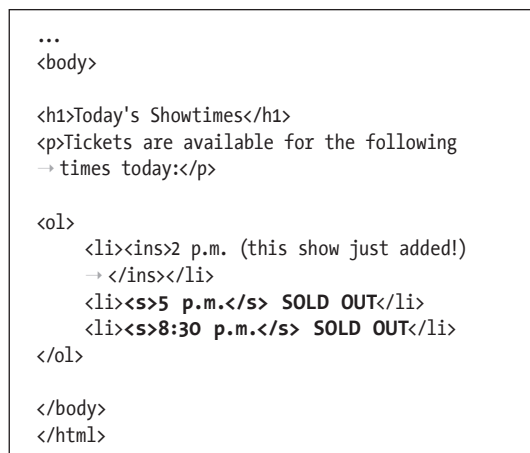 ...
<body>
<h1>Today's Showtimes</h1>
<p>Tickets are available for the following
→ times today:</p>
<ol>
<li><ins>2 p.m. (this show just added!)
→ </ins></li>
<li><s>5 p.m.</s> SOLD OUT</li>
<li><s>8:30 p.m.</s> SOLD OUT</li>
</ol>
</body>
</html>